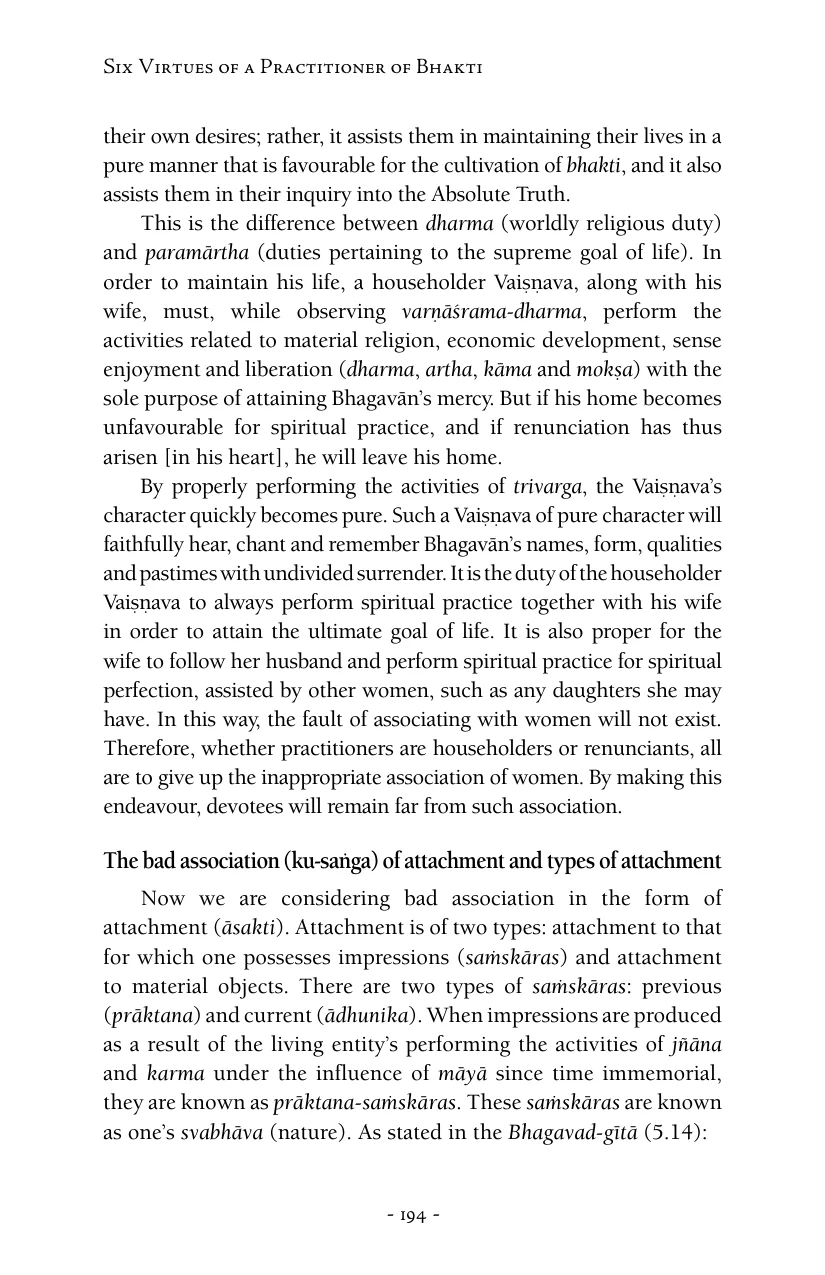 Six Virtues of a Practitioner of Bhakti
their own desires; rather, it assists them in maintaining their lives in a
pure manner that is favourable for the cultivation of bhakti, and it also
assists them in their inquiry into the Absolute Truth.
This is the difference between dharma (worldly religious duty)
and paramārtha (duties pertaining to the supreme goal of life). In
order to maintain his life, a householder Vaiṣṇava, along with his
wife, must, while observing varṇāśrama-dharma, perform the
activities related to material religion, economic development, sense
enjoyment and liberation (dharma, artha, kāma and mokṣa) with the
sole purpose of attaining Bhagavān’s mercy. But if his home becomes
unfavourable for spiritual practice, and if renunciation has thus
arisen [in his heart], he will leave his home.
By properly performing the activities of trivarga, the Vaiṣṇava’s
character quickly becomes pure. Such a Vaiṣṇava of pure character will
faithfully hear, chant and remember Bhagavān’s names, form, qualities
and pastimes with undivided surrender. It is the duty of the householder
Vaiṣṇava to always perform spiritual practice together with his wife
in order to attain the ultimate goal of life. It is also proper for the
wife to follow her husband and perform spiritual practice for spiritual
perfection, assisted by other women, such as any daughters she may
have. In this way, the fault of associating with women will not exist.
Therefore, whether practitioners are householders or renunciants, all
are to give up the inappropriate association of women. By making this
endeavour, devotees will remain far from such association.
The bad association (ku-saṅga) of attachment and types of attachment
Now we are considering bad association in the form of
attachment (āsakti). Attachment is of two types: attachment to that
for which one possesses impressions (saṁskāras) and attachment
to material objects. There are two types of saṁskāras: previous
(prāktana) and current (ādhunika). When impressions are produced
as a result of the living entity’s performing the activities of jñāna
and karma under the influence of māyā since time immemorial,
they are known as prāktana-saṁskāras. These saṁskāras are known
as one’s svabhāva (nature). As stated in the Bhagavad-gītā (5.14):
- 194 -